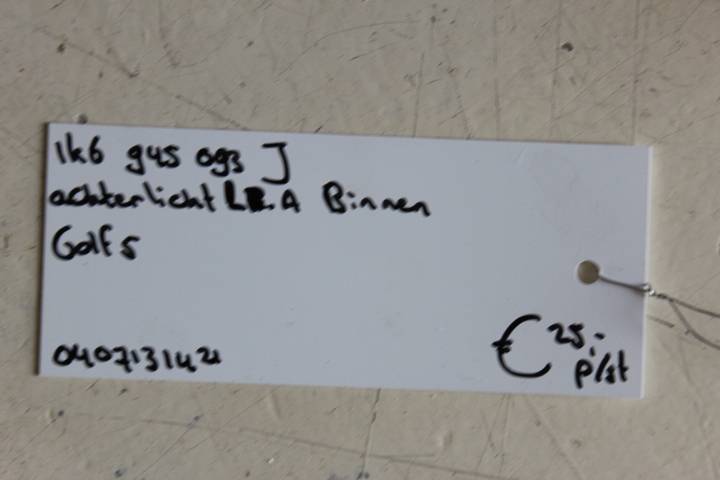 1k6 945 093 J
achterlicht L.A Binnen
Golf 5
0407131421
€ 25,-
p/st